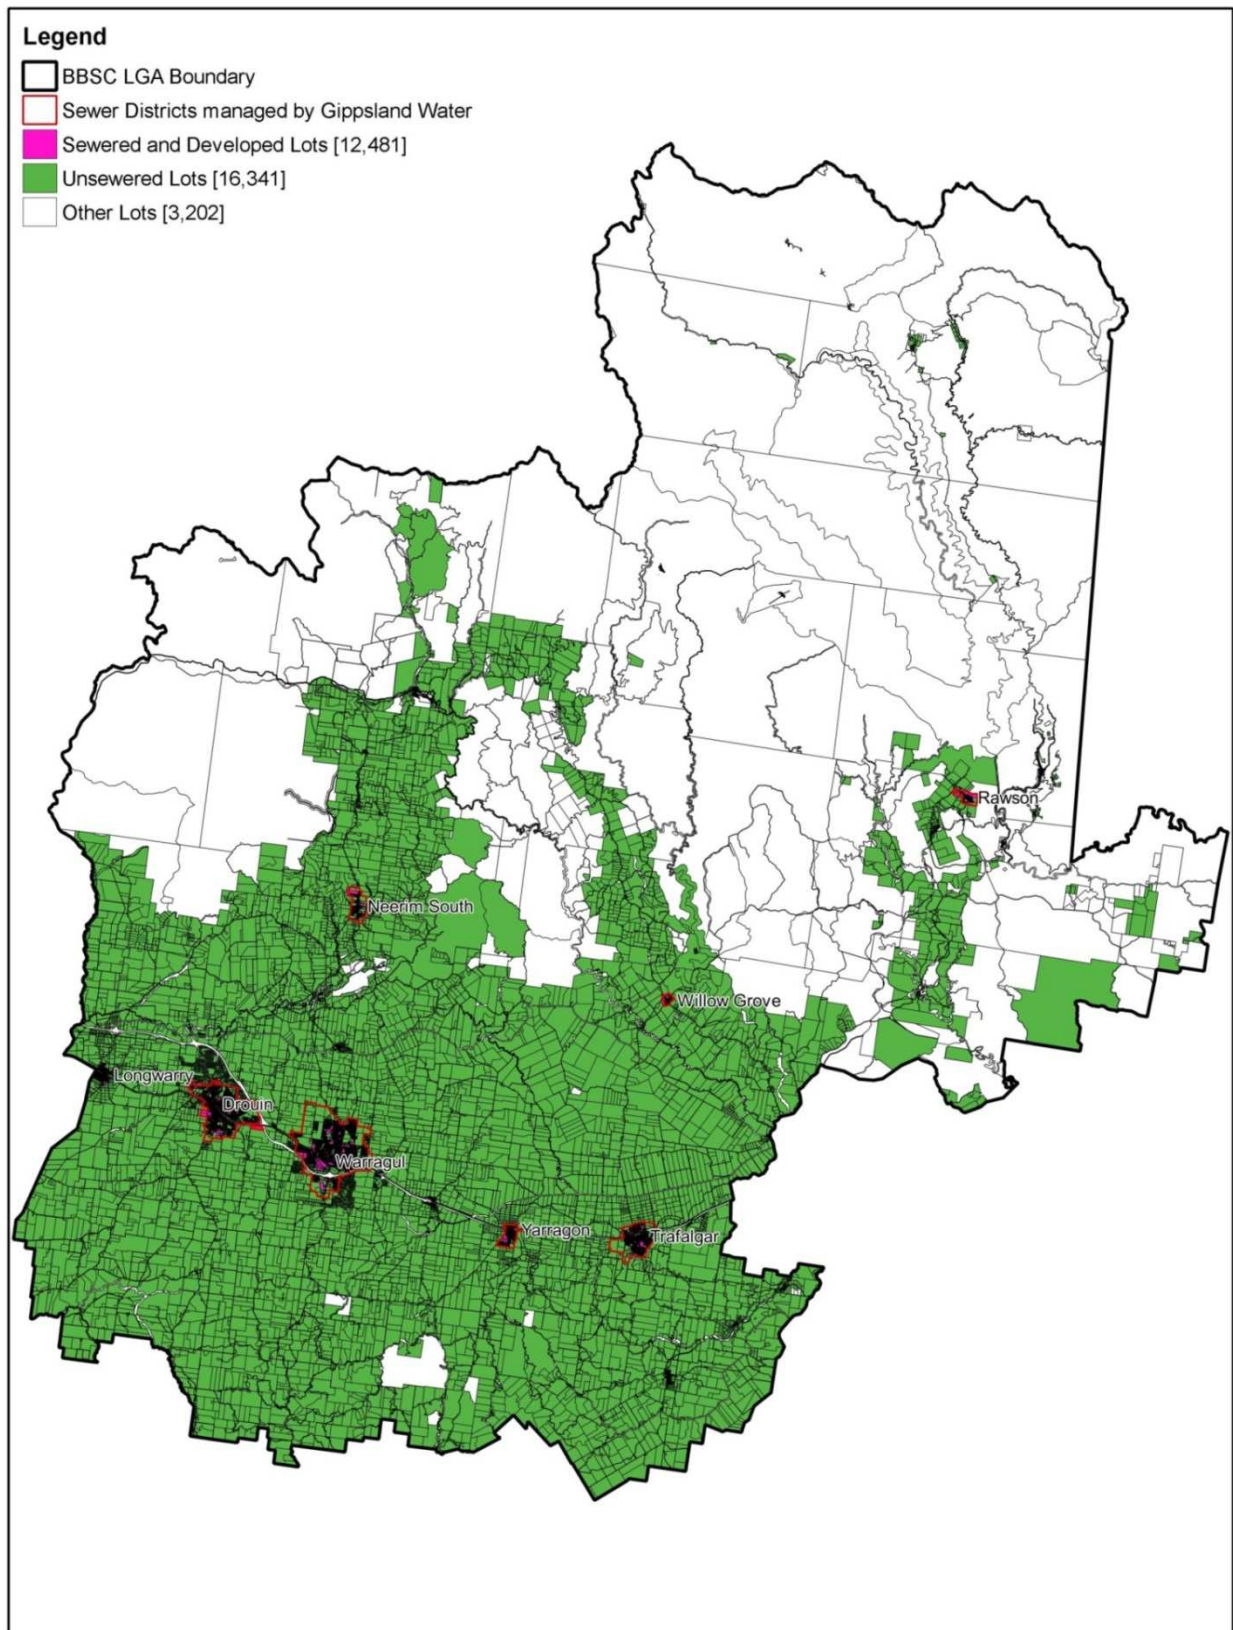 Legend
BBSC LGA Boundary
Sewer Districts managed by Gippsland Water
Sewered and Developed Lots [12,481]
Unsewered Lots [16,341]
Other Lots [3,202]
Rawson
Neerim South
Willow Grove
Longwarry
Drouin
Warragul
Yarragon
Trafalgar